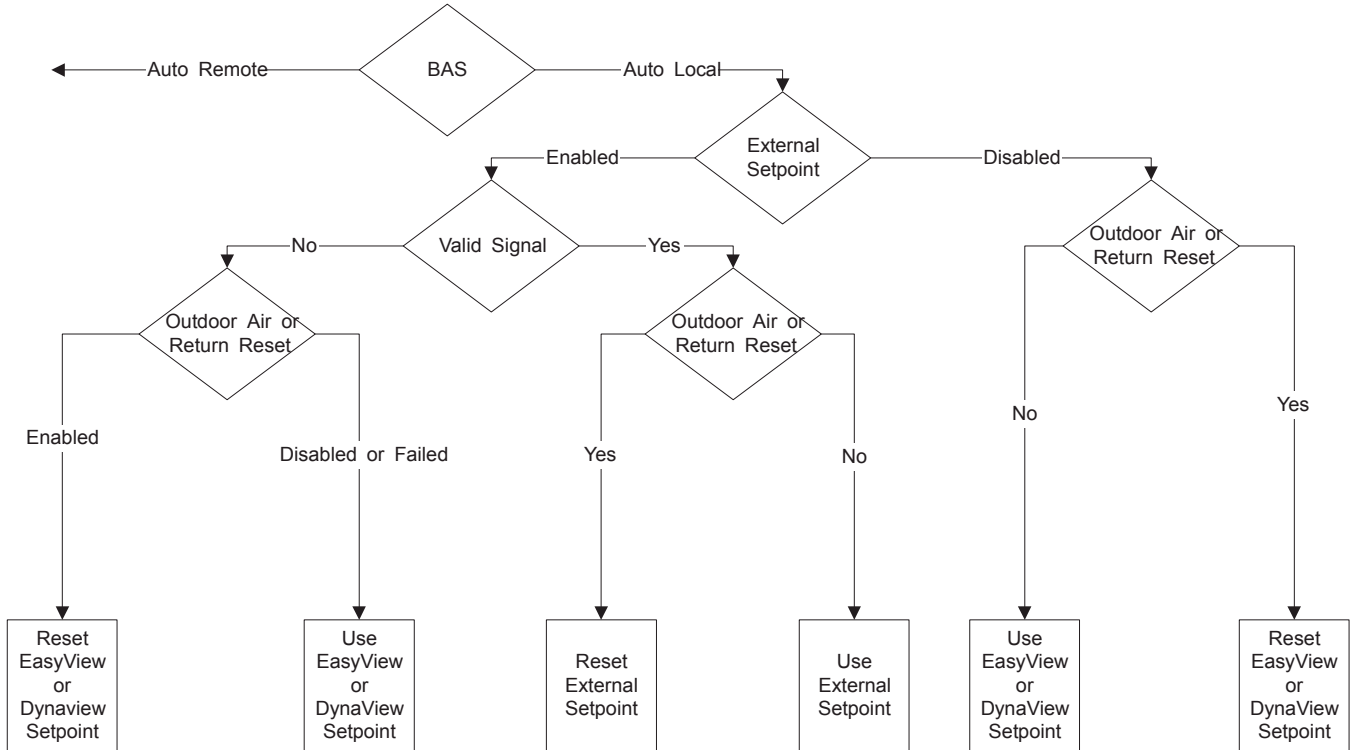 Auto Remote
BAS
Auto Local
External
Setpoint
Enabled
Disabled
No
Valid Signal
Yes
Outdoor Air or
Return Reset
Outdoor Air or
Return Reset
Outdoor Air or
Return Reset
Enabled
Disabled or Failed
Yes
No
No
Yes
Reset
EasyView
or
Dynaview
Setpoint
Use
EasyView
or
DynaView
Setpoint
Reset
External
Setpoint
Use
External
Setpoint
Use
EasyView
or
DynaView
Setpoint
Reset
EasyView
or
DynaView
Setpoint